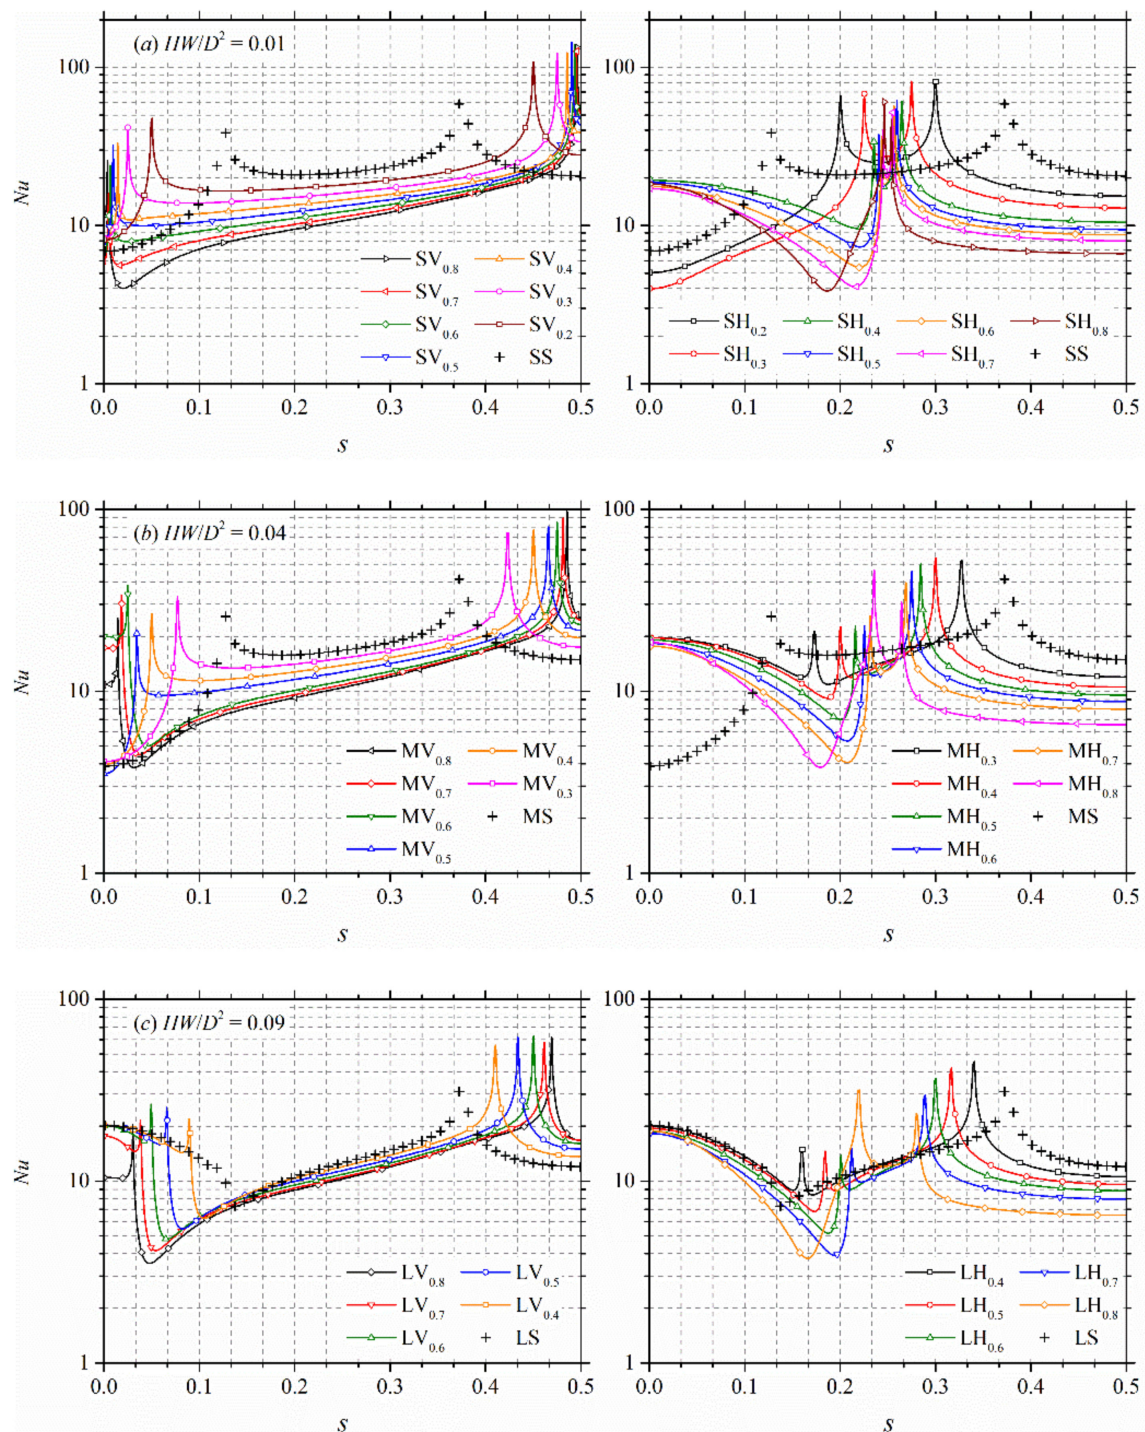 (a) HW/D² = 0.01
100
10
1
Nu
0.0 0.1 0.2 0.3 0.4 0.5
s
SV0.8 SV0.4
SV0.7 SV0.3
SV0.6 SV0.2
SV0.5 SS
100
10
1
0.0 0.1 0.2 0.3 0.4 0.5
s
SH0.2 SH0.4 SH0.6 SH0.8
SH0.3 SH0.5 SH0.7 SS
(b) HW/D² = 0.04
100
10
1
Nu
0.0 0.1 0.2 0.3 0.4 0.5
s
MV0.8 MV0.4
MV0.7 MV0.3
MV0.6 MS
MV0.5
100
10
1
0.0 0.1 0.2 0.3 0.4 0.5
s
MH0.3 MH0.7
MH0.4 MH0.8
MH0.5 MS
MH0.6
(c) HW/D² = 0.09
100
10
1
Nu
0.0 0.1 0.2 0.3 0.4 0.5
s
LV0.8 LV0.5
LV0.7 LV0.4
LV0.6 LS
100
10
1
0.0 0.1 0.2 0.3 0.4 0.5
s
LH0.4 LH0.7
LH0.5 LH0.8
LH0.6 LS